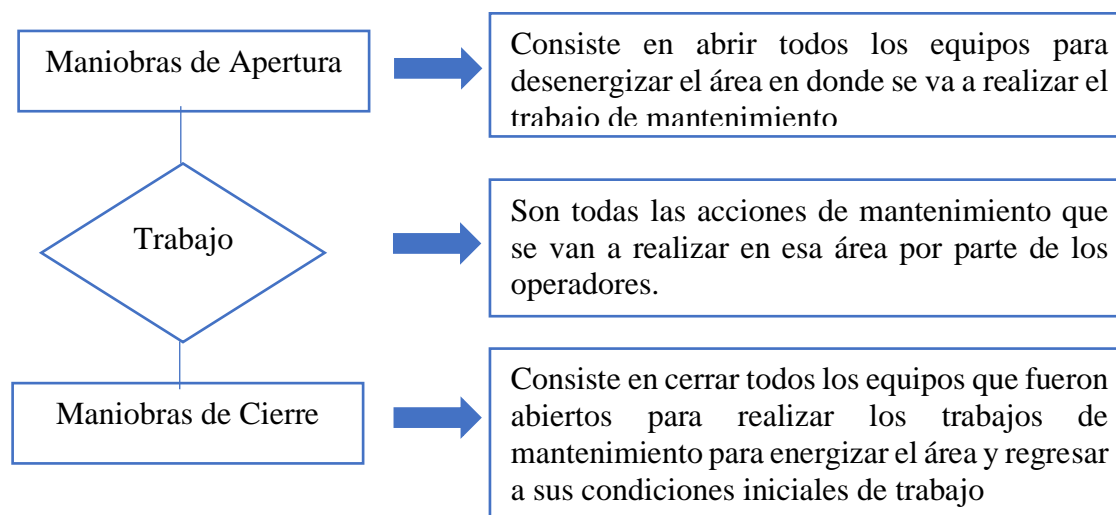 Maniobras de Apertura
Consiste en abrir todos los equipos para
desenergizar el área en donde se va a realizar el
trabajo de mantenimiento
Trabajo
Son todas las acciones de mantenimiento que
se van a realizar en esa área por parte de los
operadores.
Maniobras de Cierre
Consiste en cerrar todos los equipos que fueron
abiertos para realizar los trabajos de
mantenimiento para energizar el área y regresar
a sus condiciones iniciales de trabajo